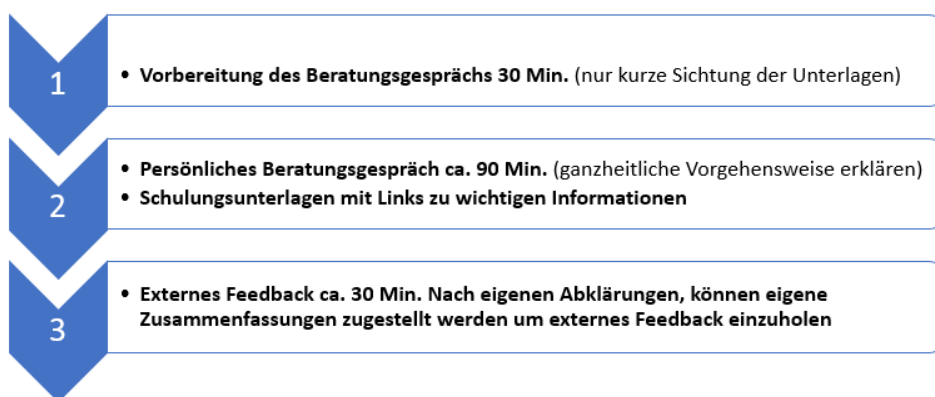 1
• Vorbereitung des Beratungsgesprächs 30 Min. (nur kurze Sichtung der Unterlagen)
2
• Persönliches Beratungsgespräch ca. 90 Min. (ganzheitliche Vorgehensweise erklären)
• Schulungsunterlagen mit Links zu wichtigen Informationen
3
• Externes Feedback ca. 30 Min. Nach eigenen Abklärungen, können eigene
Zusammenfassungen zugestellt werden um externes Feedback einzuholen